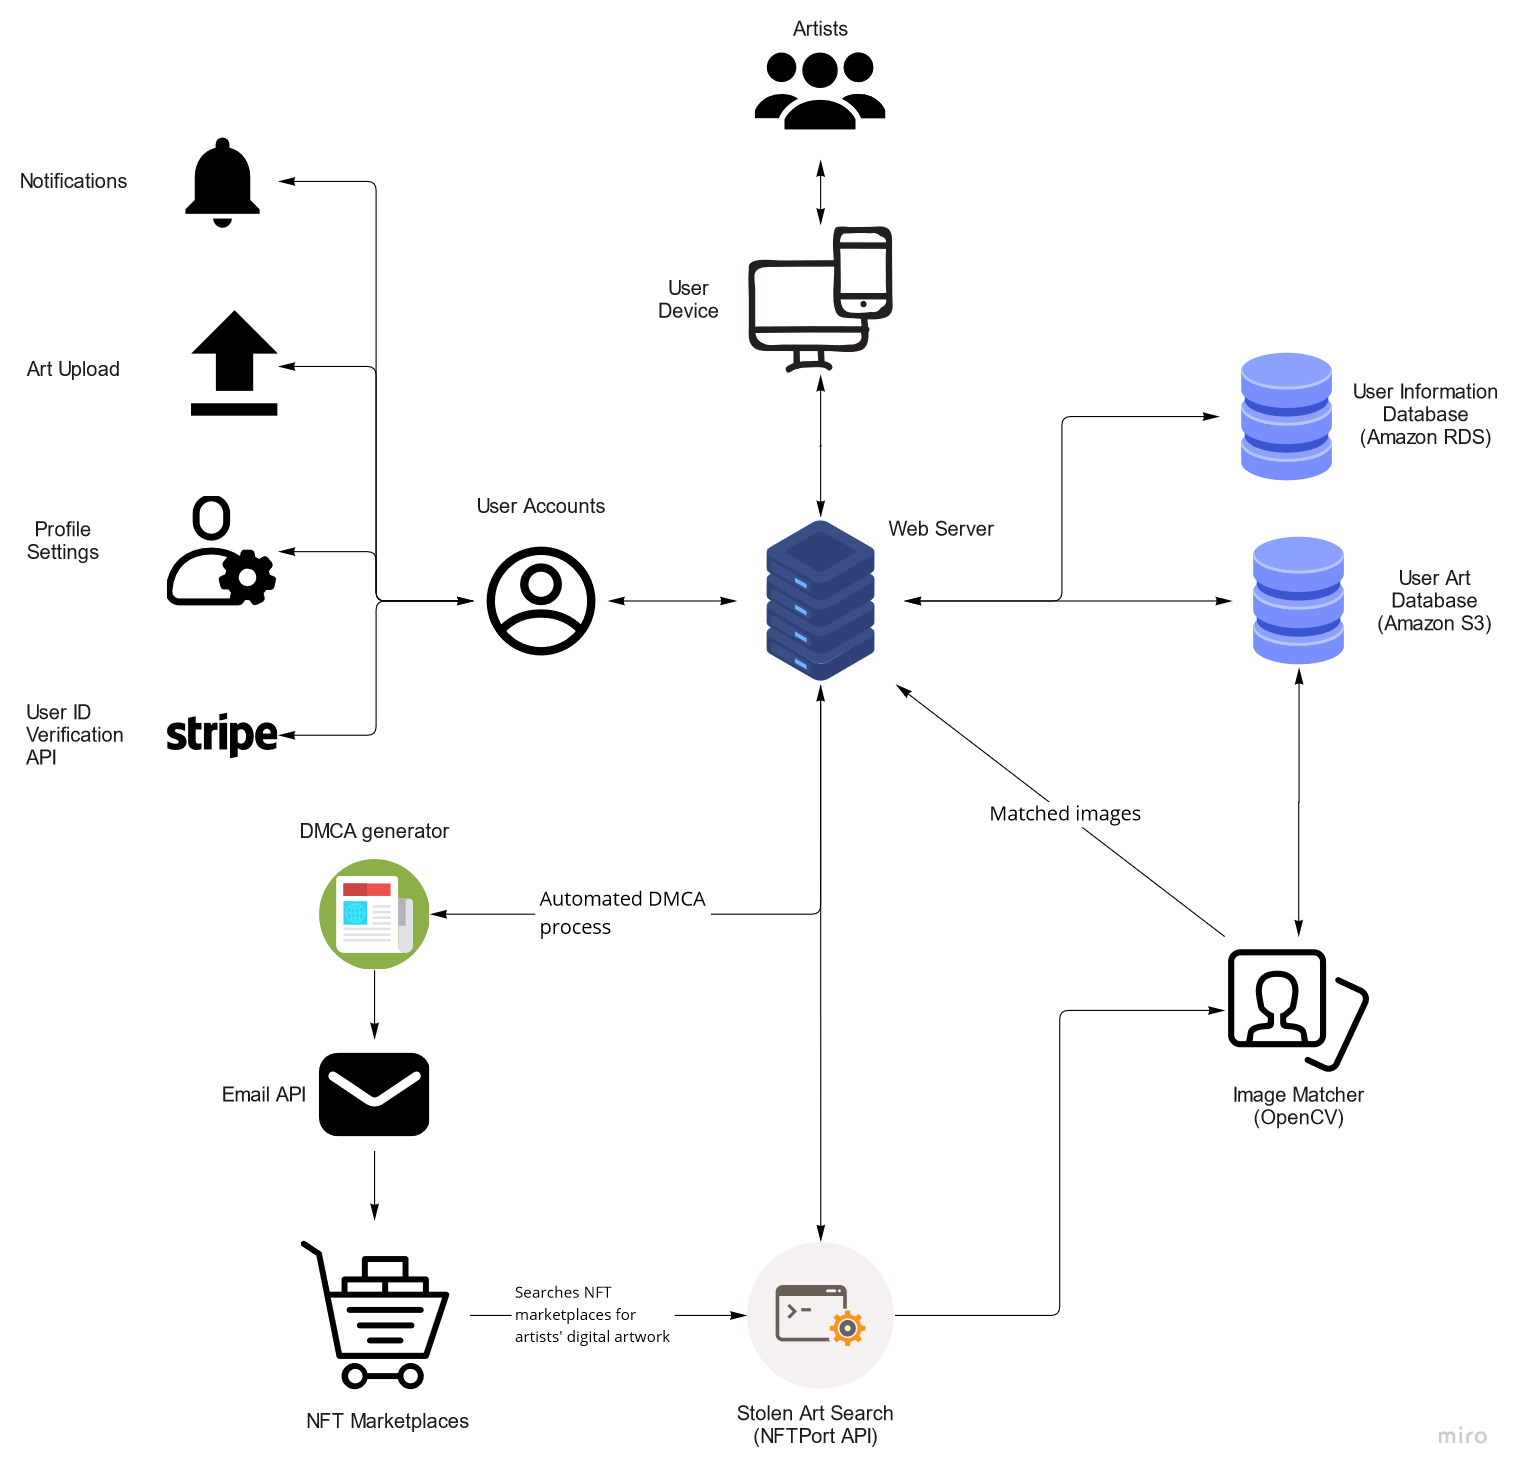 Artists
Notifications
User
Device
Art Upload
User Information
Database
(Amazon RDS)
User Accounts
Web Server
Profile
Settings
User Art
Database
(Amazon S3)
User ID
Verification
API
stripe
Matched images
DMCA generator
Automated DMCA
process
Email API
Image Matcher
(OpenCV)
Searches NFT
marketplaces for
artists' digital artwork
NFT Marketplaces
Stolen Art Search
(NFTPort API)
miro